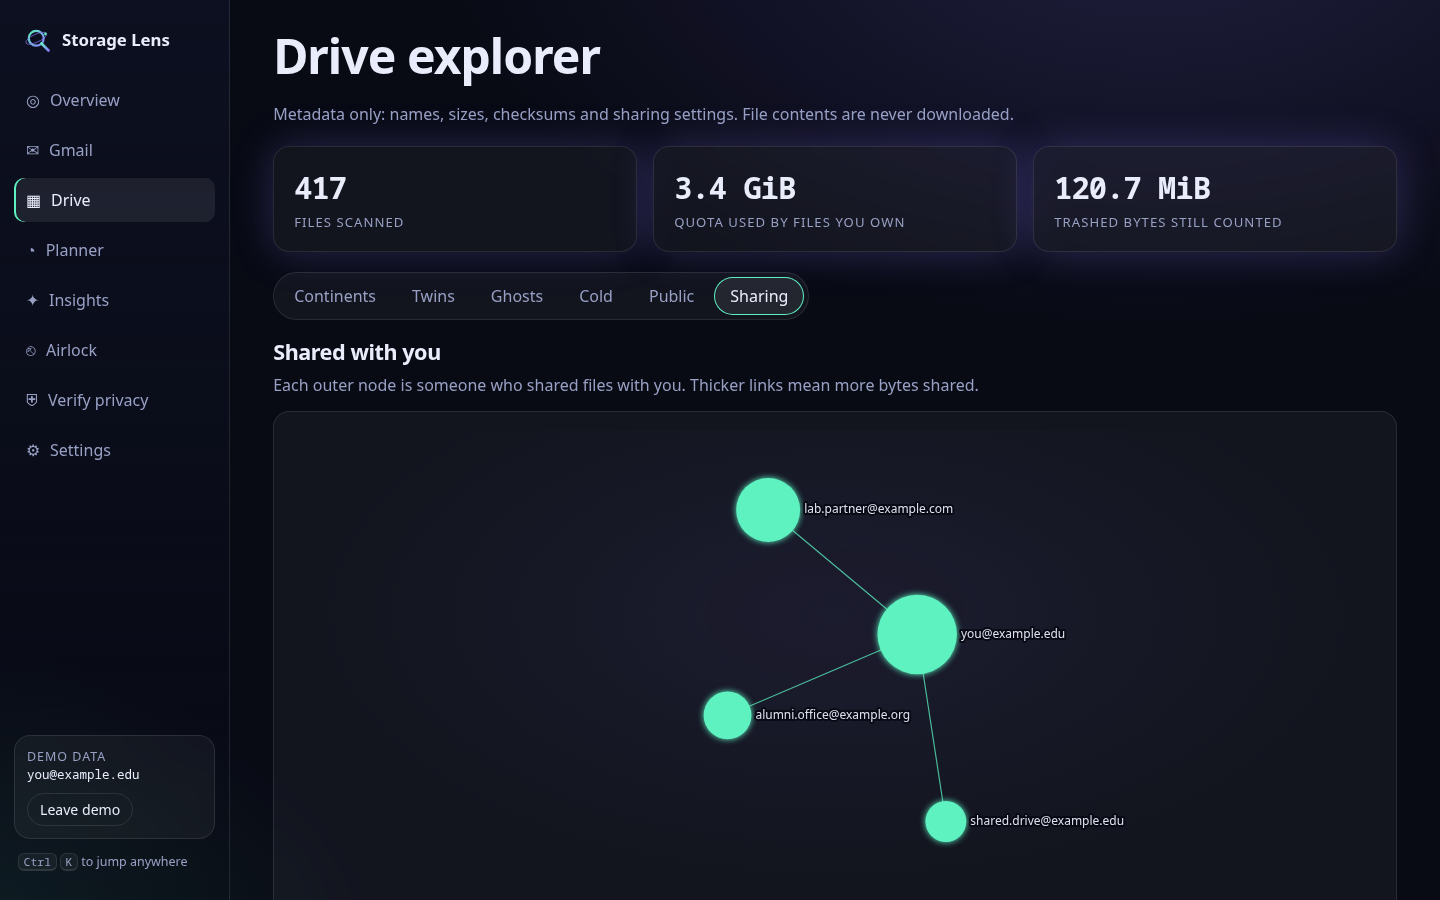 Storage Lens
Overview
Gmail
Drive
Planner
Insights
Airlock
Verify privacy
Settings
DEMO DATA
you@example.edu
Leave demo
Ctrl K to jump anywhere
Drive explorer
Metadata only: names, sizes, checksums and sharing settings. File contents are never downloaded.
417
FILES SCANNED
3.4 GiB
QUOTA USED BY FILES YOU OWN
120.7 MiB
TRASHED BYTES STILL COUNTED
Continents Twins Ghosts Cold Public Sharing
Shared with you
Each outer node is someone who shared files with you. Thicker links mean more bytes shared.
lab.partner@example.com
you@example.edu
alumni.office@example.org
shared.drive@example.edu